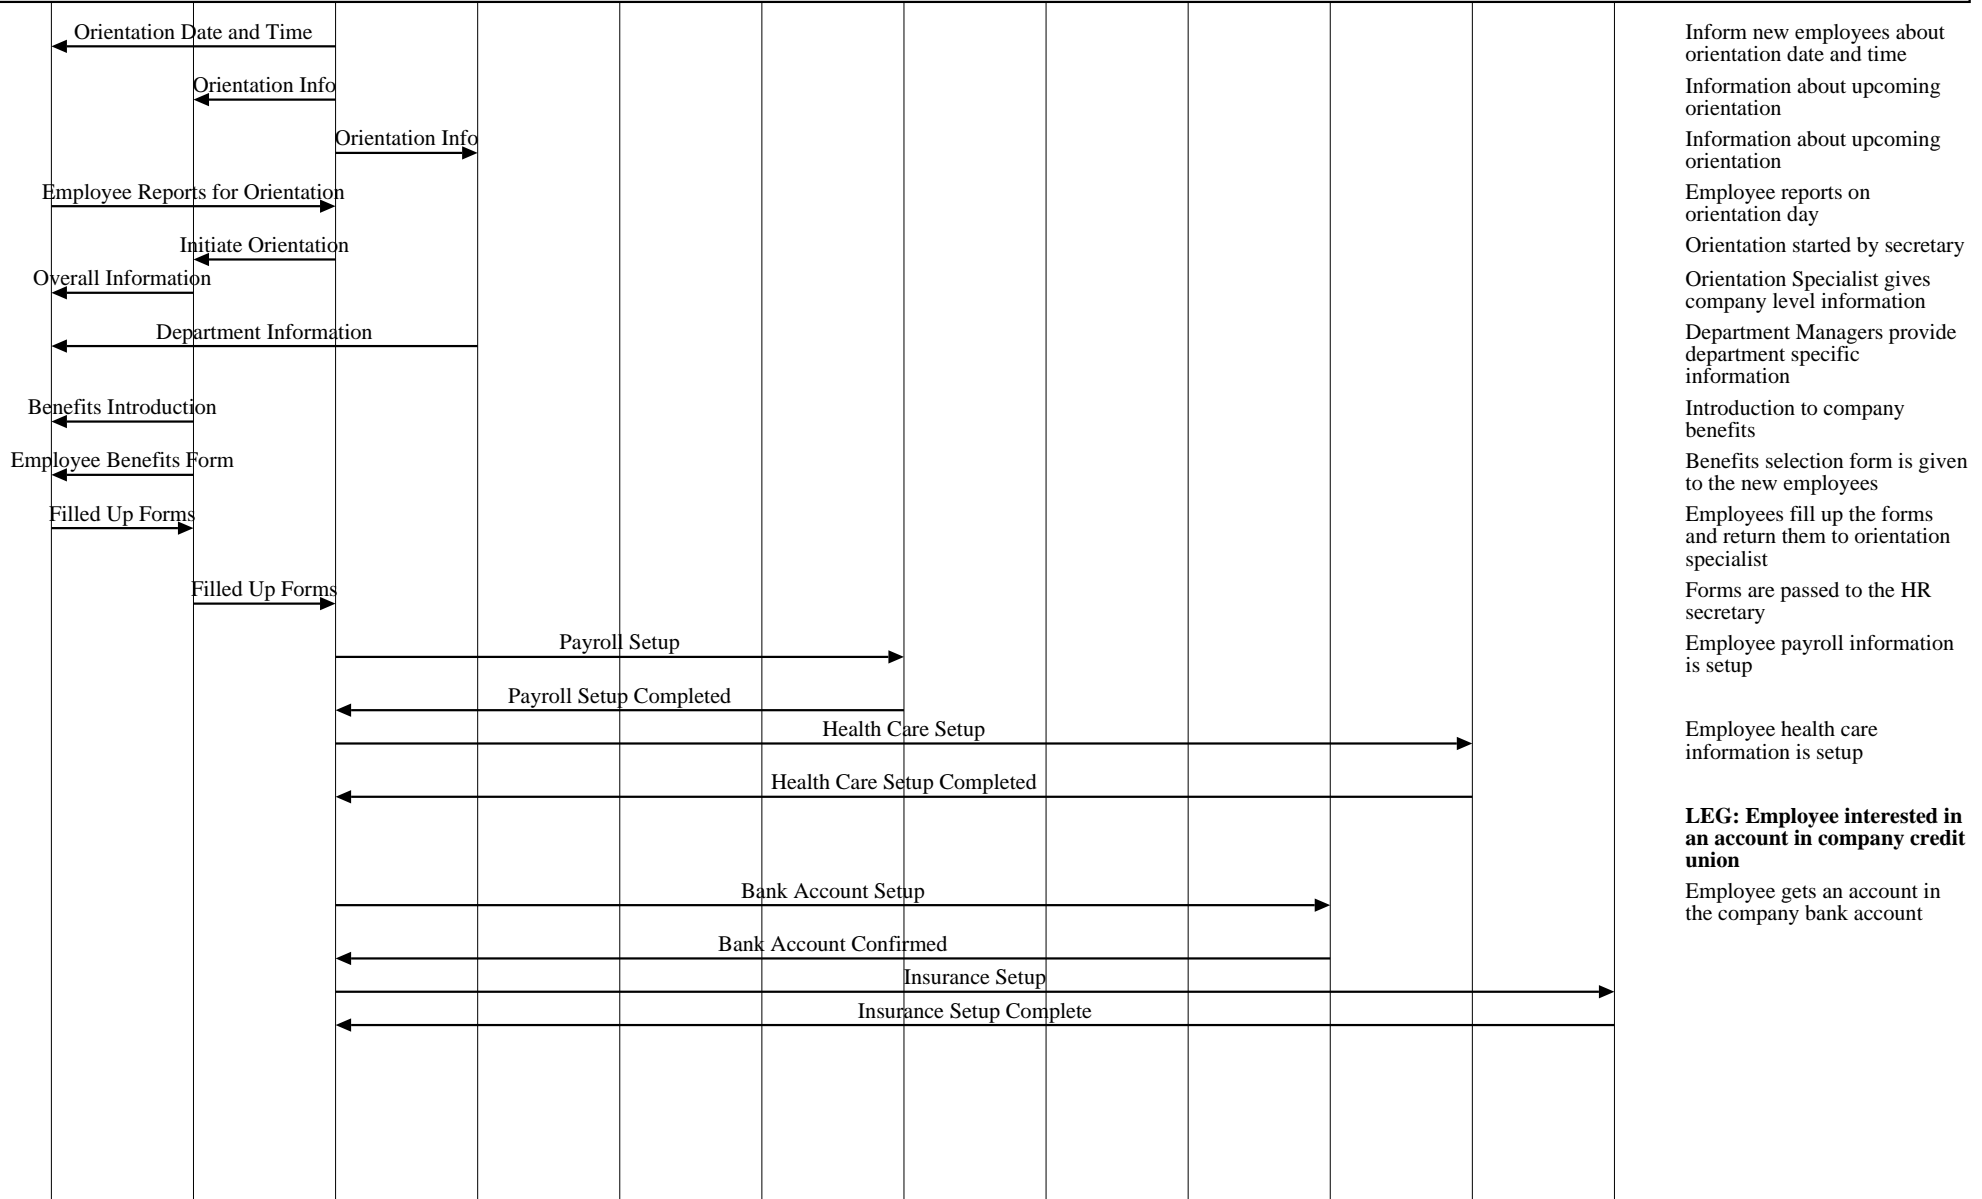 Orientation Date and Time
Inform new employees about
orientation date and time
Orientation Info
Information about upcoming
orientation
Orientation Info
Information about upcoming
orientation
Employee Reports for Orientation
Employee reports on
orientation day
Initiate Orientation
Orientation started by secretary
Overall Information
Orientation Specialist gives
company level information
Department Information
Department Managers provide
department specific
information
Benefits Introduction
Introduction to company
benefits
Employee Benefits Form
Benefits selection form is given
to the new employees
Filled Up Forms
Employees fill up the forms
and return them to orientation
specialist
Filled Up Forms
Forms are passed to the HR
secretary
Payroll Setup
Employee payroll information
is setup
Payroll Setup Completed
Health Care Setup
Employee health care
information is setup
Health Care Setup Completed
LEG: Employee interested in
an account in company credit
union
Bank Account Setup
Employee gets an account in
the company bank account
Bank Account Confirmed
Insurance Setup
Insurance Setup Complete